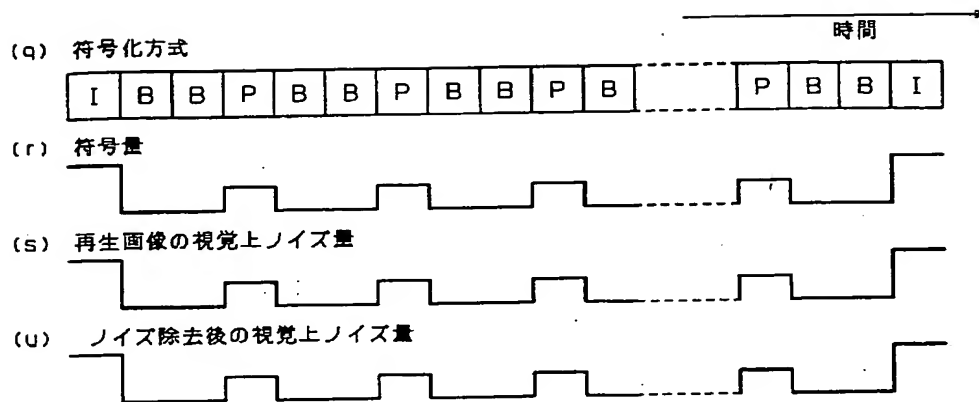 時間
(q) 符号化方式
I B B P B B P B B P B P B B I
(r) 符号量
(s) 再生画像の視覚上ノイズ量
(u) ノイズ除去後の視覚上ノイズ量